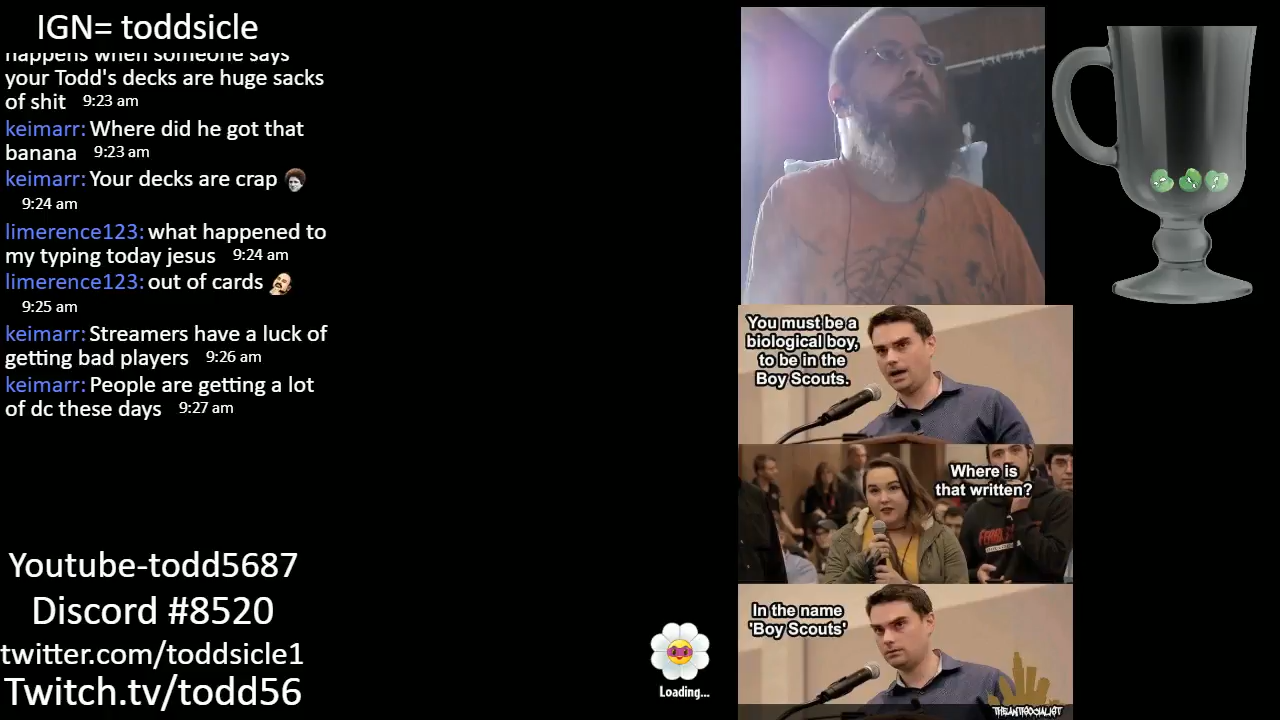 IGN= toddsicle
happens when someone says
your Todd's decks are huge sacks
of shit 9:23 am
keimarr: Where did he got that
banana 9:23 am
keimarr: Your decks are crap
9:24 am
limerence123: what happened to
my typing today jesus 9:24 am
limerence123: out of cards
9:25 am
keimarr: Streamers have a luck of
getting bad players 9:26 am
keimarr: People are getting a lot
of dc these days 9:27 am
Youtube-todd5687
Discord #8520
twitter.com/toddsicle1
Twitch.tv/todd56
Loading...
You must be a
biological boy,
to be in the
Boy Scouts.
Where is
that written?
In the name
'Boy Scouts'
THEANTISOCIALIST